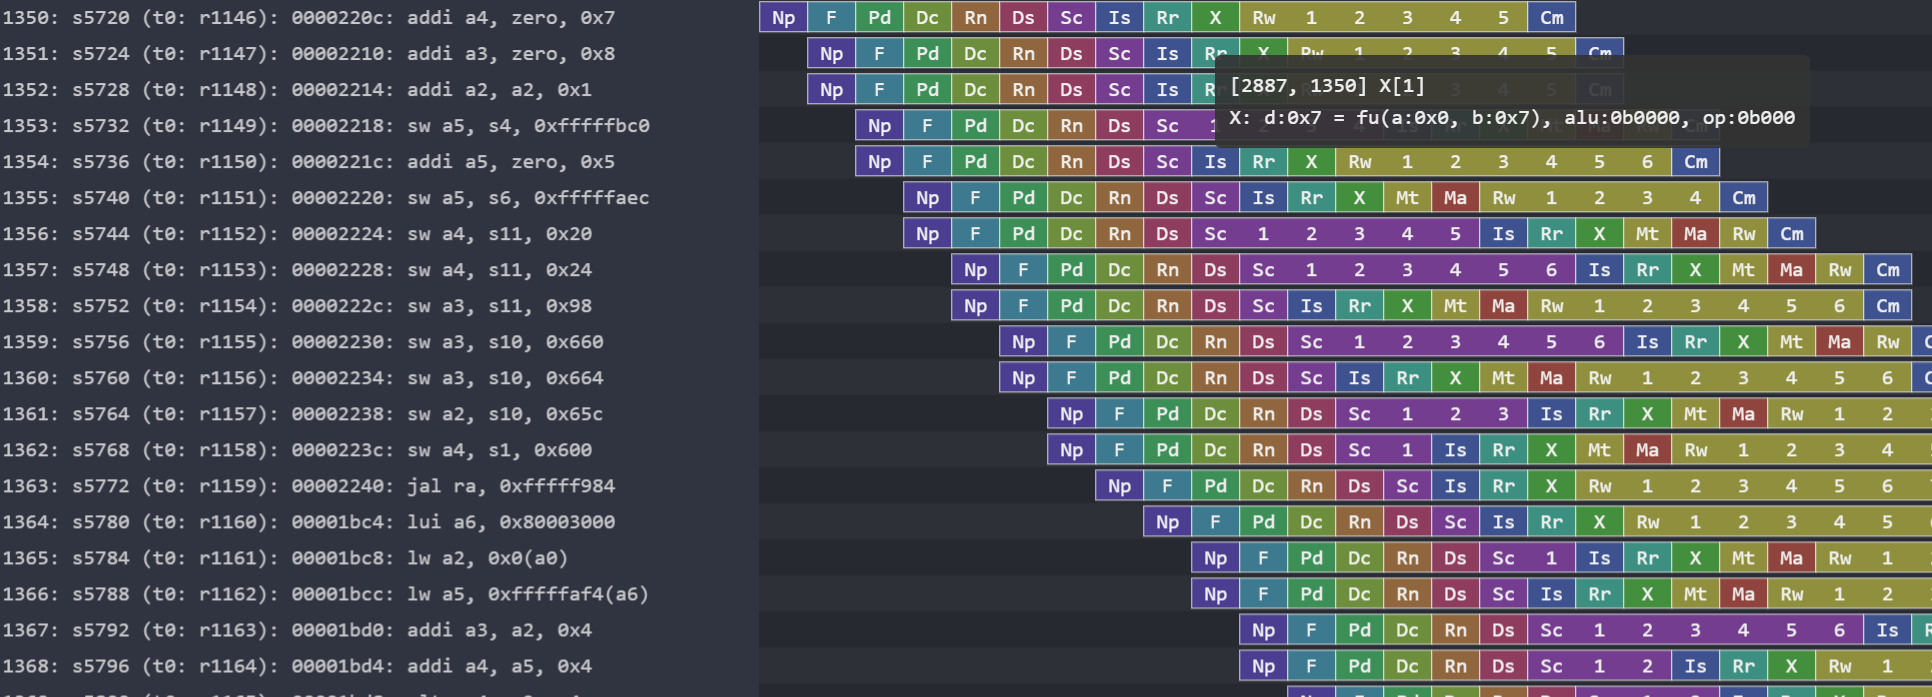 1350: s5720 (t0: r1146): 0000220c: addi a4, zero, 0x7 Np F Pd Dc Rn Ds Sc Is Rr X Rw 1 2 3 4 5 Cm
1351: s5724 (t0: r1147): 00002210: addi a3, zero, 0x8 Np F Pd Dc Rn Ds Sc Is Rr X Rw 1 2 3 4 5 Cm
1352: s5728 (t0: r1148): 00002214: addi a2, a2, 0x1 Np F Pd Dc Rn Ds Sc Is 3 4 5 Cm
[2887, 1350] X[1]
1353: s5732 (t0: r1149): 00002218: sw a5, s4, 0xfffffbc0 Np F Pd Dc Rn Ds Sc 1
X: d:0x7 = fu(a:0x0, b:0x7), alu:0b0000, op:0b000
1354: s5736 (t0: r1150): 0000221c: addi a5, zero, 0x5 Np F Pd Dc Rn Ds Sc Is Rr X Rw 1 2 3 4 5 6 Cm
1355: s5740 (t0: r1151): 00002220: sw a5, s6, 0xfffffaec Np F Pd Dc Rn Ds Sc Is Rr X Mt Ma Rw 1 2 3 4 Cm
1356: s5744 (t0: r1152): 00002224: sw a4, s11, 0x20 Np F Pd Dc Rn Ds Sc 1 2 3 4 5 Is Rr X Mt Ma Rw Cm
1357: s5748 (t0: r1153): 00002228: sw a4, s11, 0x24 Np F Pd Dc Rn Ds Sc 1 2 3 4 5 6 Is Rr X Mt Ma Rw Cm
1358: s5752 (t0: r1154): 0000222c: sw a3, s11, 0x98 Np F Pd Dc Rn Ds Sc Is Rr X Mt Ma Rw 1 2 3 4 5 6 Cm
1359: s5756 (t0: r1155): 00002230: sw a3, s10, 0x660 Np F Pd Dc Rn Ds Sc 1 2 3 4 5 6 Is Rr X Mt Ma Rw
1360: s5760 (t0: r1156): 00002234: sw a3, s10, 0x664 Np F Pd Dc Rn Ds Sc Is Rr X Mt Ma Rw 1 2 3 4 5 6
1361: s5764 (t0: r1157): 00002238: sw a2, s10, 0x65c Np F Pd Dc Rn Ds Sc 1 2 3 Is Rr X Mt Ma Rw 1 2
1362: s5768 (t0: r1158): 0000223c: sw a4, s1, 0x600 Np F Pd Dc Rn Ds Sc 1 Is Rr X Mt Ma Rw 1 2 3 4
1363: s5772 (t0: r1159): 00002240: jal ra, 0xfffff984 Np F Pd Dc Rn Ds Sc Is Rr X Rw 1 2 3 4 5 6
1364: s5780 (t0: r1160): 00001bc4: lui a6, 0x80003000 Np F Pd Dc Rn Ds Sc Is Rr X Rw 1 2 3 4 5
1365: s5784 (t0: r1161): 00001bc8: lw a2, 0x0(a0) Np F Pd Dc Rn Ds Sc 1 Is Rr X Mt Ma Rw 1
1366: s5788 (t0: r1162): 00001bcc: lw a5, 0xfffffaf4(a6) Np F Pd Dc Rn Ds Sc Is Rr X Mt Ma Rw 1 2
1367: s5792 (t0: r1163): 00001bd0: addi a3, a2, 0x4 Np F Pd Dc Rn Ds Sc 1 2 3 4 5 6 Is
1368: s5796 (t0: r1164): 00001bd4: addi a4, a5, 0x4 Np F Pd Dc Rn Ds Sc 1 2 Is Rr X Rw 1